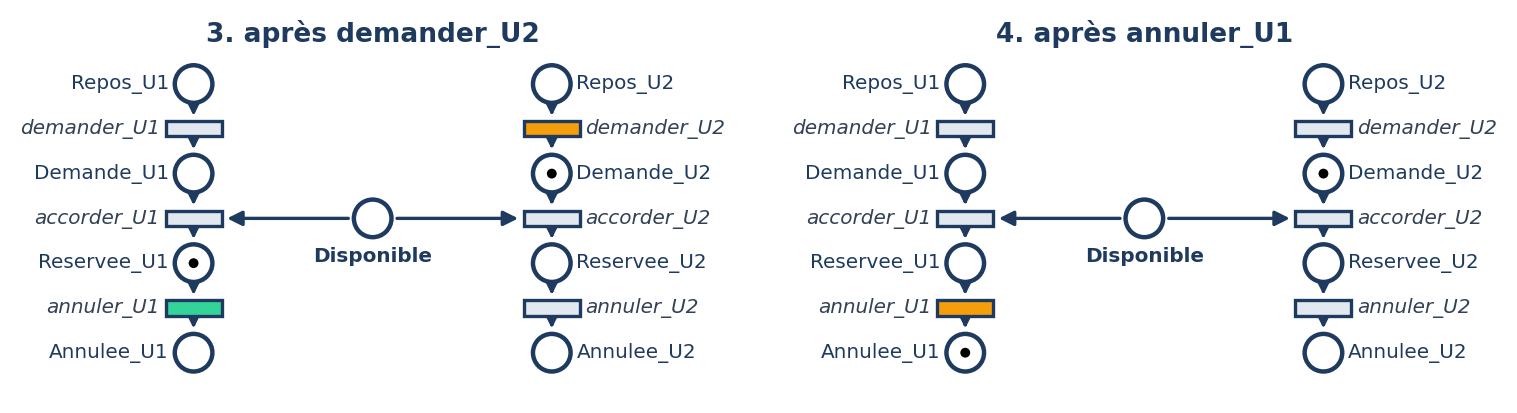 3. après demander_U2
Repos_U1
Repos_U2
demander_U1
demander_U2
Demande_U1
Demande_U2
accorder_U1
accorder_U2
Disponible
Reservee_U1
Reservee_U2
annuler_U1
annuler_U2
Annulee_U1
Annulee_U2
4. après annuler_U1
Repos_U1
Repos_U2
demander_U1
demander_U2
Demande_U1
Demande_U2
accorder_U1
accorder_U2
Disponible
Reservee_U1
Reservee_U2
annuler_U1
annuler_U2
Annulee_U1
Annulee_U2